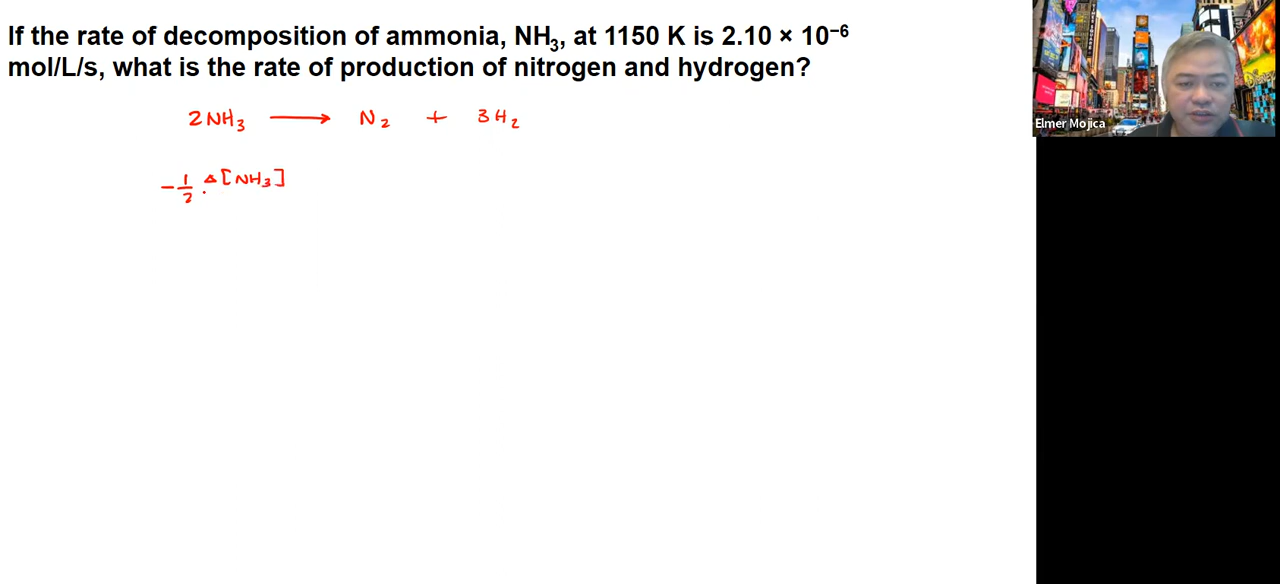 If the rate of decomposition of ammonia, NH₃, at 1150 K is 2.10 × 10⁻⁶
mol/L/s, what is the rate of production of nitrogen and hydrogen?
2NH₃ ⟶ N₂ + 3H₂
-1/2 Δ[NH₃]
Elmer Mojica